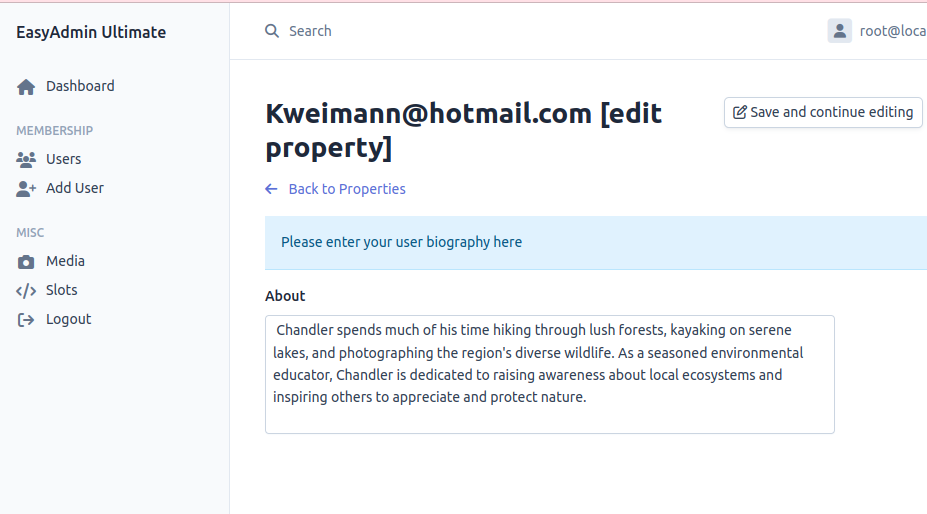 EasyAdmin Ultimate
Search
root@loca
Dashboard
MEMBERSHIP
Users
Add User
MISC
Media
Slots
Logout
Kweimann@hotmail.com [edit
property]
Save and continue editing
Back to Properties
Please enter your user biography here
About
Chandler spends much of his time hiking through lush forests, kayaking on serene
lakes, and photographing the region's diverse wildlife. As a seasoned environmental
educator, Chandler is dedicated to raising awareness about local ecosystems and
inspiring others to appreciate and protect nature.